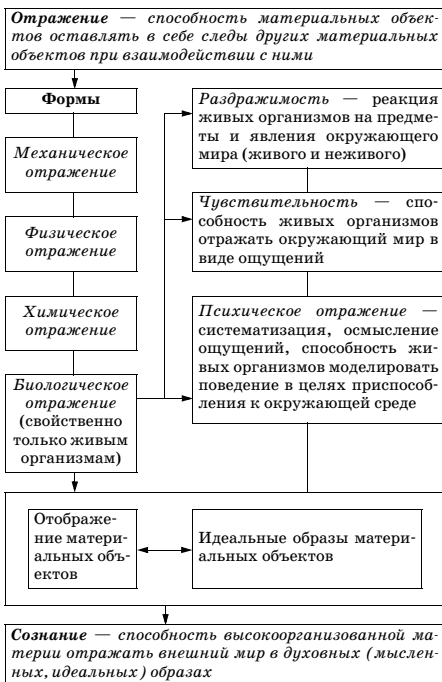 Отражение — способность материальных объек-
тов оставлять в себе следы других материальных
объектов при взаимодействии с ними
Формы
Механическое
отражение
Физическое
отражение
Химическое
отражение
Биологическое
отражение
(свойственно
только живым
организмам)
Раздражимость — реакция
живых организмов на предме-
ты и явления окружающего
мира (живого и неживого)
Чувствительность — спо-
собность живых организмов
отражать окружающий мир в
виде ощущений
Психическое отражение —
систематизация, осмысление
ощущений, способность жи-
вых организмов моделировать
поведение в целях приспособ-
ления к окружающей среде
Отображе-
ние матери-
альных объ-
ектов
Идеальные образы матери-
альных объектов
Сознание — способность высокоорганизованной ма-
терии отражать внешний мир в духовных (мыслен-
ных, идеальных) образах